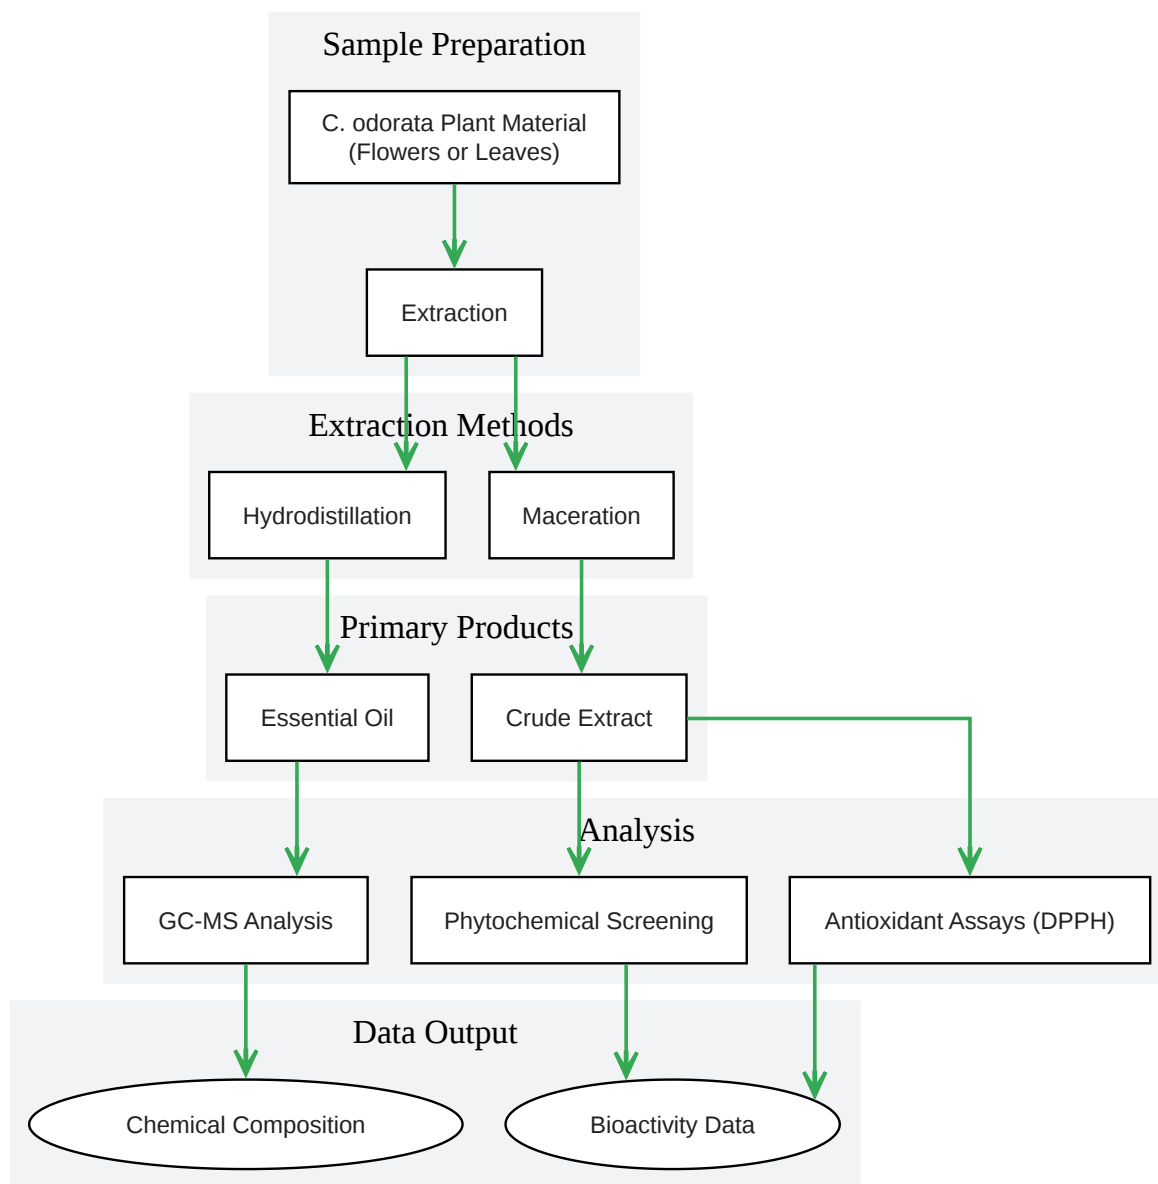 Sample Preparation
C. odorata Plant Material
(Flowers or Leaves)
Extraction
Extraction Methods
Hydrodistillation
Maceration
Primary Products
Essential Oil
Crude Extract
Analysis
GC-MS Analysis
Phytochemical Screening
Antioxidant Assays (DPPH)
Data Output
Chemical Composition
Bioactivity Data